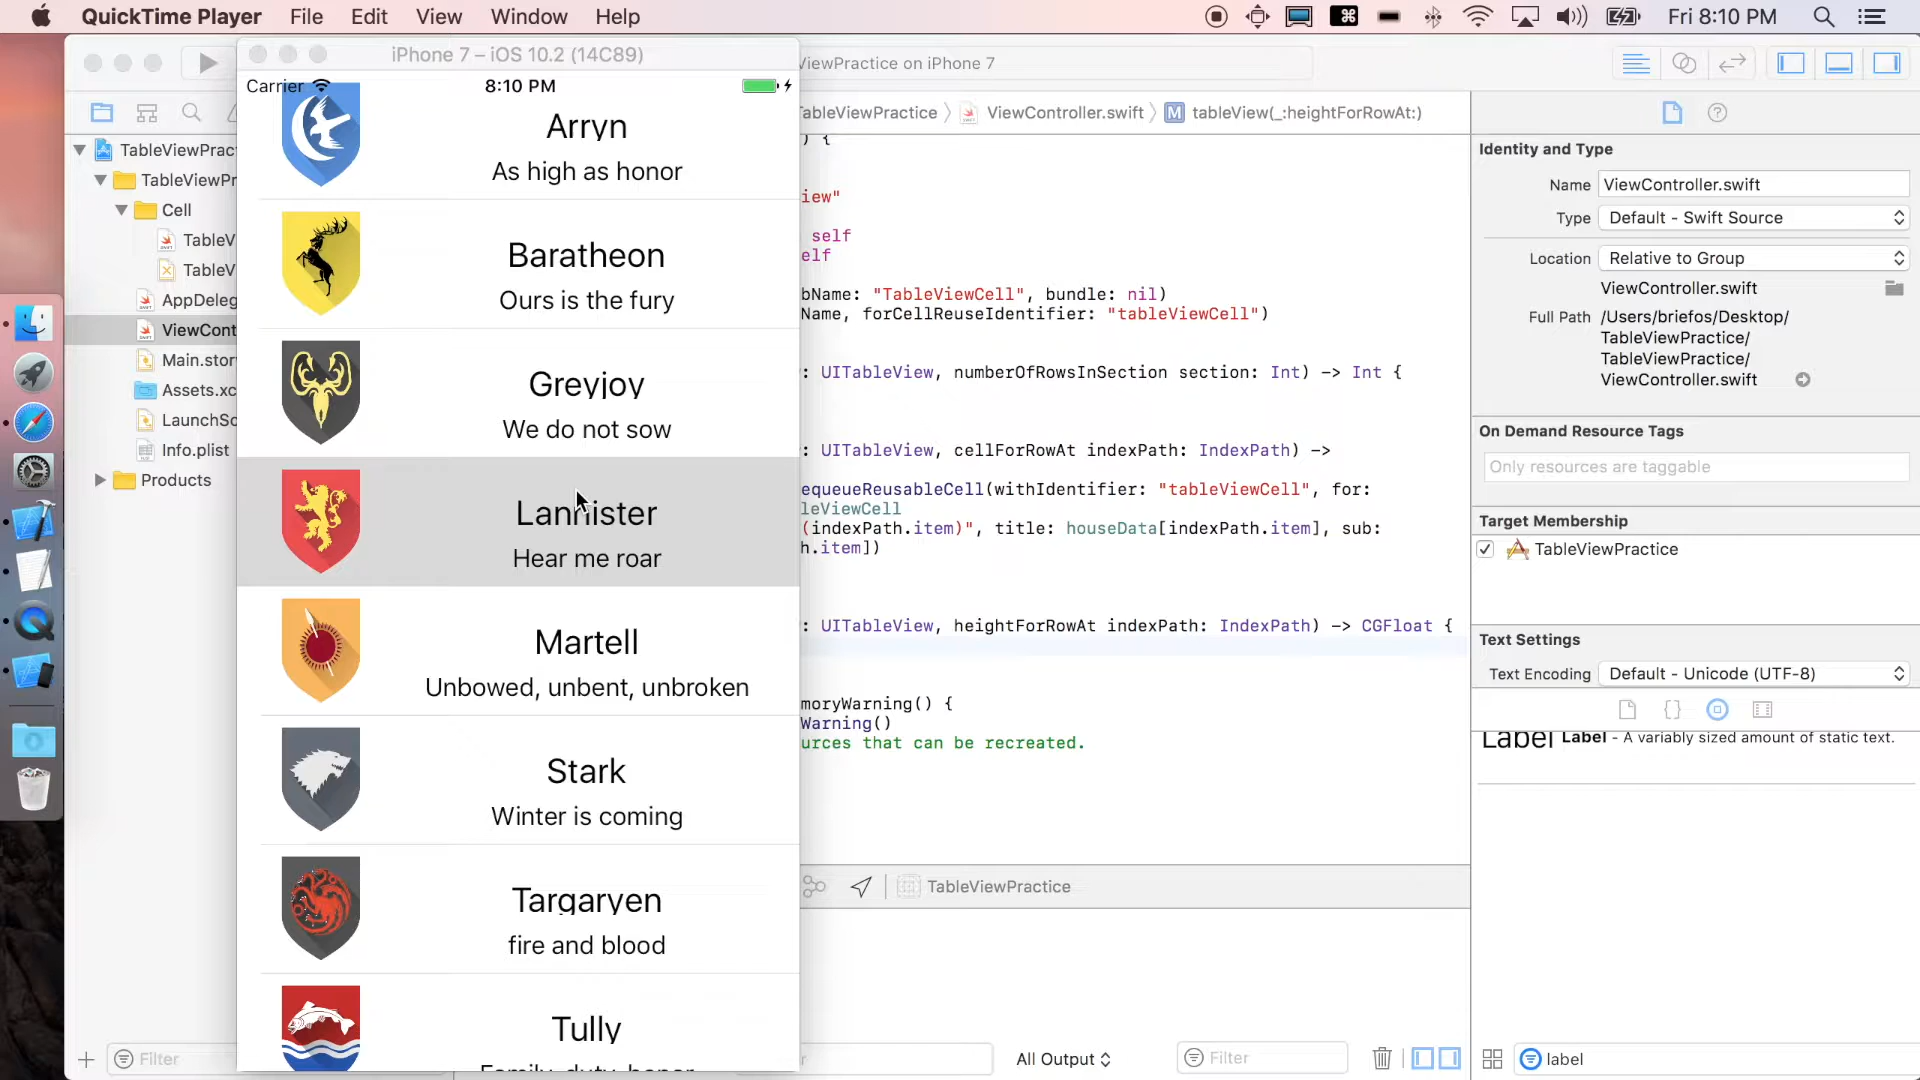 QuickTime Player File Edit View Window Help Fri 8:10 PM
iPhone 7 – iOS 10.2 (14C89)
ViewPractice on iPhone 7
Carrier 8:10 PM
TableViewPrac
TableViewPr
Cell
TableV
TableV
AppDeleg
ViewCont
Main.stor
Assets.xc
LaunchSc
Info.plist
Products
Filter
Arryn
As high as honor
Baratheon
Ours is the fury
Greyjoy
We do not sow
Lannister
Hear me roar
Martell
Unbowed, unbent, unbroken
Stark
Winter is coming
Targaryen
fire and blood
Tully
Family, duty, honor
ableViewPractice ViewController.swift M tableView(_:heightForRowAt:)
) {
iew"
self
elf
bName: "TableViewCell", bundle: nil)
Name, forCellReuseIdentifier: "tableViewCell")
: UITableView, numberOfRowsInSection section: Int) -> Int {
: UITableView, cellForRowAt indexPath: IndexPath) ->
equeueReusableCell(withIdentifier: "tableViewCell", for:
leViewCell
(indexPath.item)", title: houseData[indexPath.item], sub:
h.item])
: UITableView, heightForRowAt indexPath: IndexPath) -> CGFloat {
moryWarning() {
Warning()
urces that can be recreated.
TableViewPractice
r
All Output
Filter
Identity and Type
Name ViewController.swift
Type Default - Swift Source
Location Relative to Group
ViewController.swift
Full Path /Users/briefos/Desktop/
TableViewPractice/
TableViewPractice/
ViewController.swift
On Demand Resource Tags
Only resources are taggable
Target Membership
TableViewPractice
Text Settings
Text Encoding Default - Unicode (UTF-8)
Label Label - A variably sized amount of static text.
label